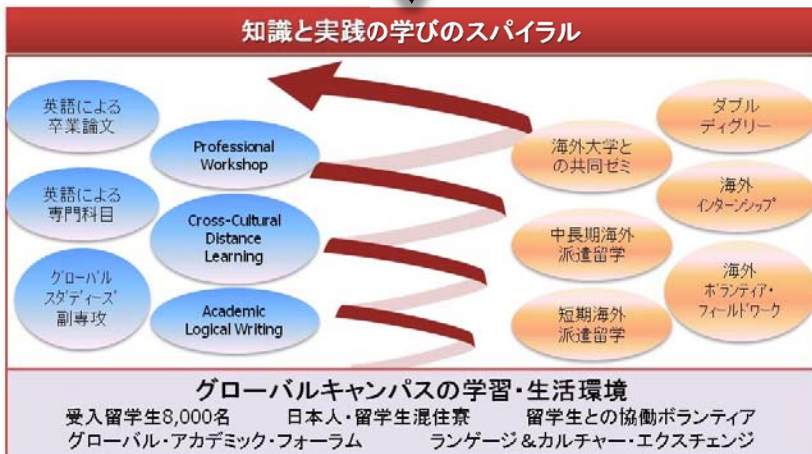 知識と実践の学びのスパイラル
英語による
卒業論文
Professional
Workshop
英語による
専門科目
Cross-Cultural
Distance
Learning
グローバル
スタディーズ
副専攻
Academic
Logical Writing
海外大学と
の共同ゼミ
ダブル
ディグリー
海外
インターンシップ
中長期海外
派遣留学
海外
ボランティア・
フィールドワーク
短期海外
派遣留学
グローバルキャンパスの学習・生活環境
受入留学生8,000名 日本人・留学生混住寮 留学生との協働ボランティア
グローバル・アカデミック・フォーラム ランゲージ＆カルチャー・エクスチェンジ